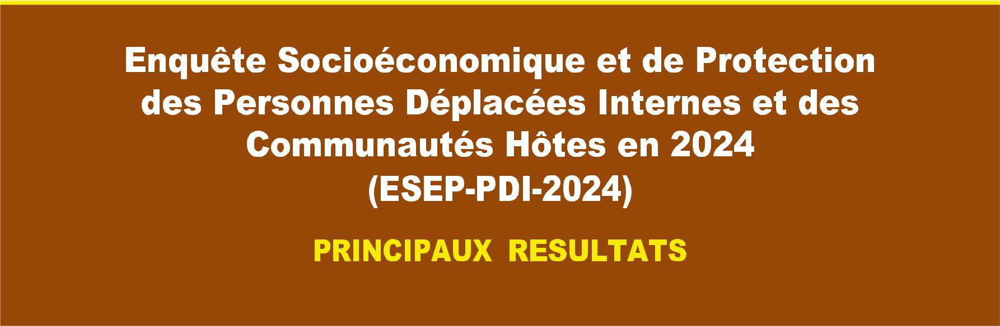 Enquête Socioéconomique et de Protection
des Personnes Déplacées Internes et des
Communautés Hôtes en 2024
(ESEP-PDI-2024)
PRINCIPAUX RESULTATS